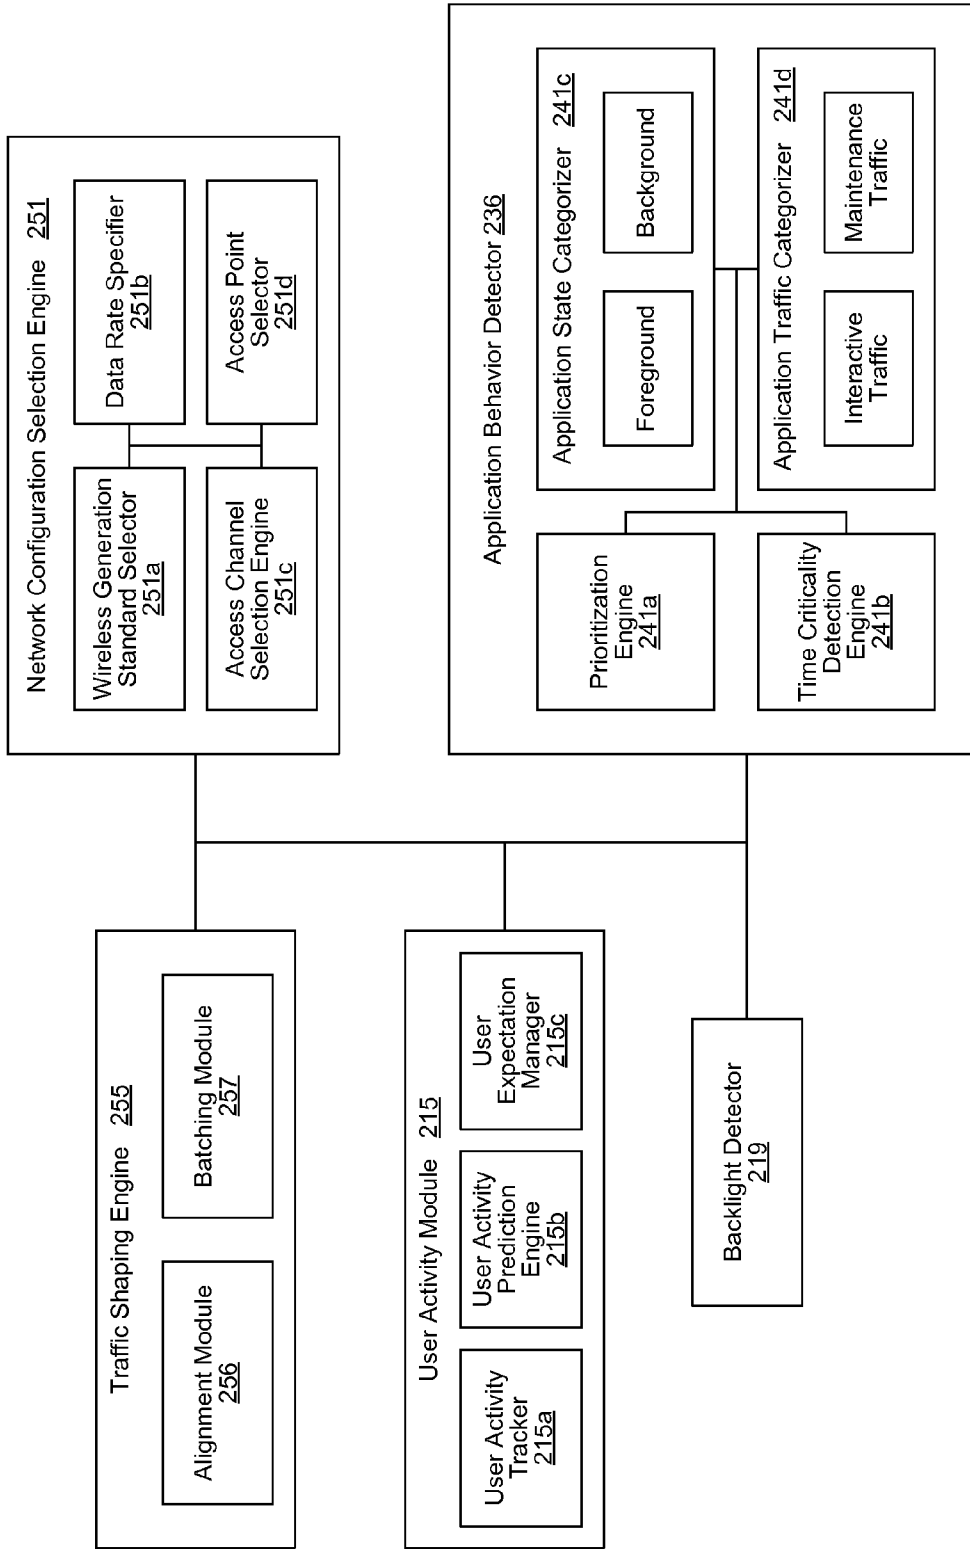 Traffic Shaping Engine 255
Alignment Module
256
Batching Module
257
Network Configuration Selection Engine 251
Wireless Generation
Standard Selector
251a
Data Rate Specifier
251b
Access Channel
Selection Engine
251c
Access Point
Selector
251d
User Activity Module 215
User Activity
Tracker
215a
User Activity
Prediction
Engine
215b
User
Expectation
Manager
215c
Backlight Detector
219
Application Behavior Detector 236
Prioritization
Engine
241a
Application State Categorizer 241c
Foreground
Background
Time Criticality
Detection
Engine
241b
Application Traffic Categorizer 241d
Interactive
Traffic
Maintenance
Traffic